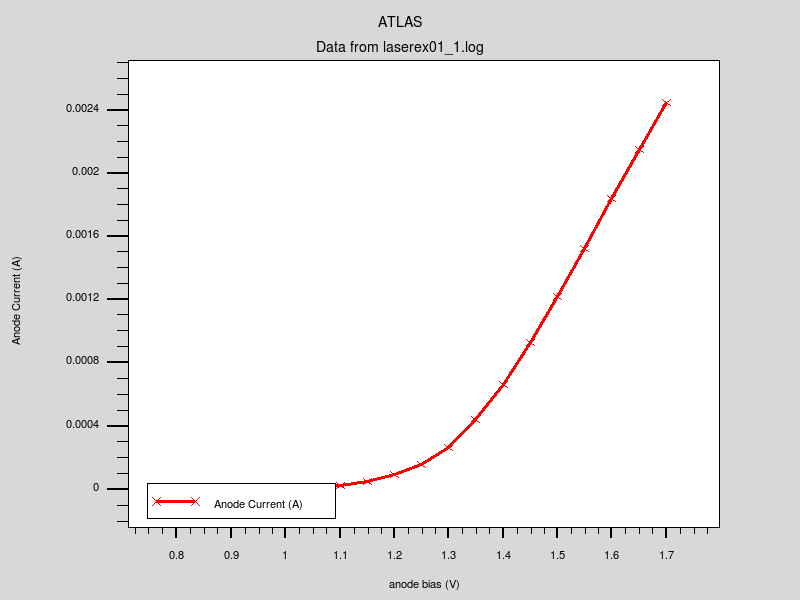 ATLAS
Data from laserex01_1.log
Anode Current (A)
0.0024
0.002
0.0016
0.0012
0.0008
0.0004
0
Anode Current (A)
0.8 0.9 1 1.1 1.2 1.3 1.4 1.5 1.6 1.7
anode bias (V)